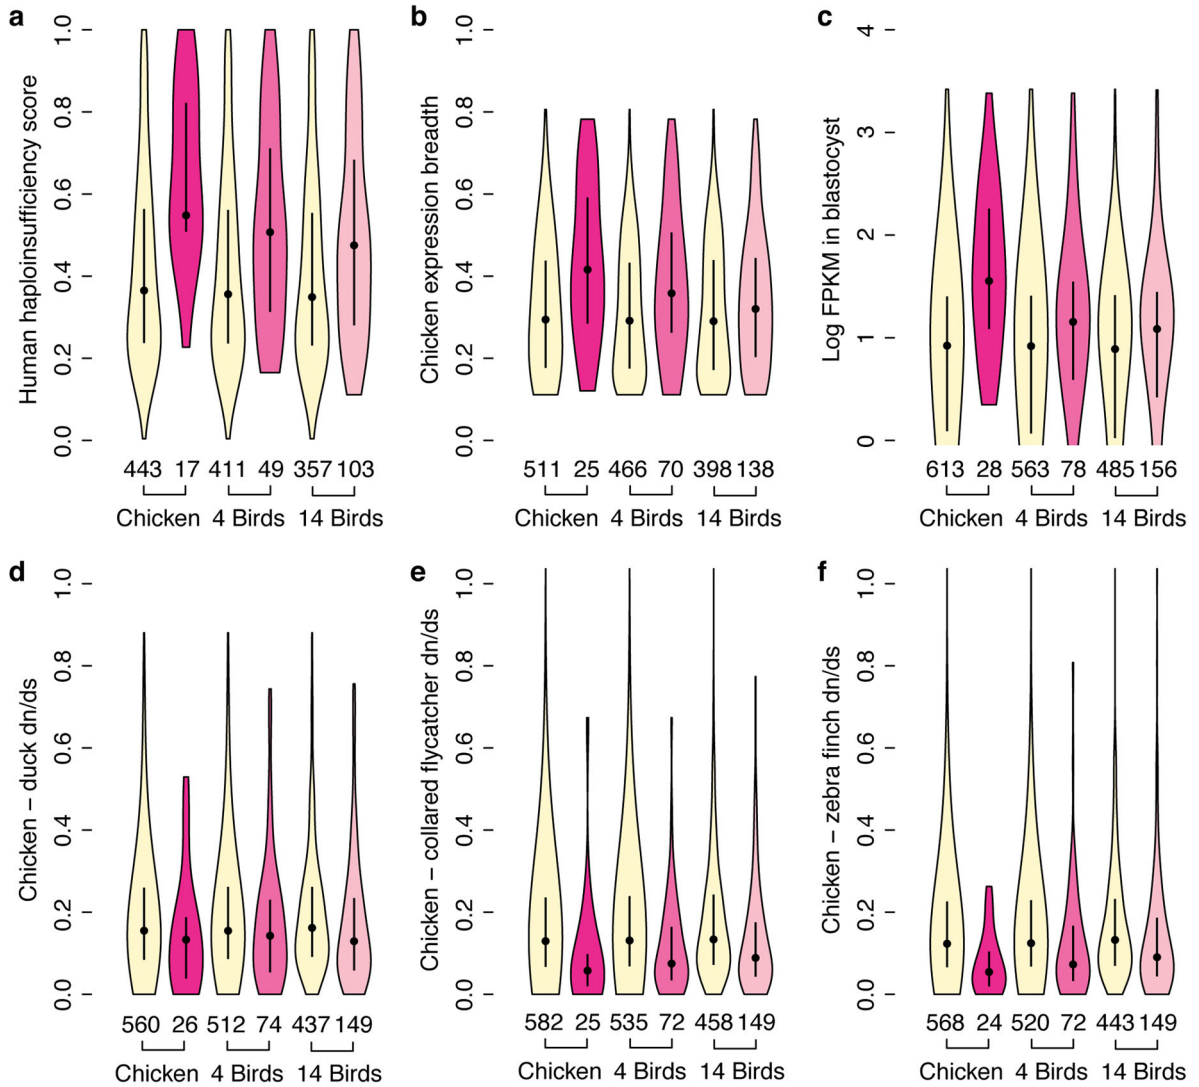 a
Human haploinsufficiency score
1.0
0.8
0.6
0.4
0.2
0.0
443 17 411 49 357 103
Chicken 4 Birds 14 Birds
b
Chicken expression breadth
1.0
0.8
0.6
0.4
0.2
0.0
511 25 466 70 398 138
Chicken 4 Birds 14 Birds
c
Log FPKM in blastocyst
4
3
2
1
0
613 28 563 78 485 156
Chicken 4 Birds 14 Birds
d
Chicken – duck dn/ds
1.0
0.8
0.6
0.4
0.2
0.0
560 26 512 74 437 149
Chicken 4 Birds 14 Birds
e
Chicken – collared flycatcher dn/ds
1.0
0.8
0.6
0.4
0.2
0.0
582 25 535 72 458 149
Chicken 4 Birds 14 Birds
f
Chicken – zebra finch dn/ds
1.0
0.8
0.6
0.4
0.2
0.0
568 24 520 72 443 149
Chicken 4 Birds 14 Birds